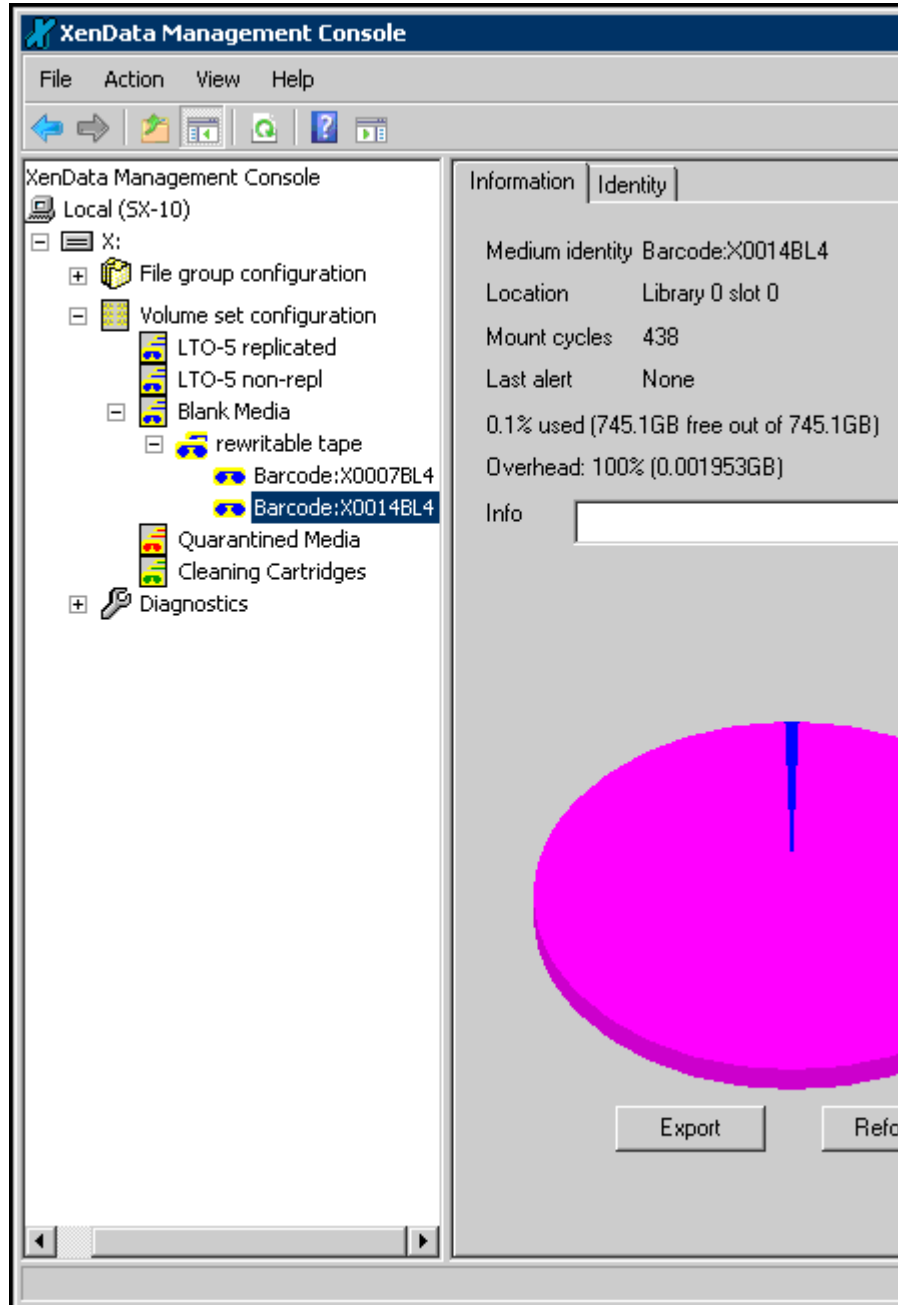 XenData Management Console
File Action View Help
XenData Management Console
Local (SX-10)
X:
File group configuration
Volume set configuration
LTO-5 replicated
LTO-5 non-repl
Blank Media
rewritable tape
Barcode:X0007BL4
Barcode:X0014BL4
Quarantined Media
Cleaning Cartridges
Diagnostics
Information Identity
Medium identity Barcode:X0014BL4
Location Library 0 slot 0
Mount cycles 438
Last alert None
0.1% used (745.1GB free out of 745.1GB)
Overhead: 100% (0.001953GB)
Info
Export